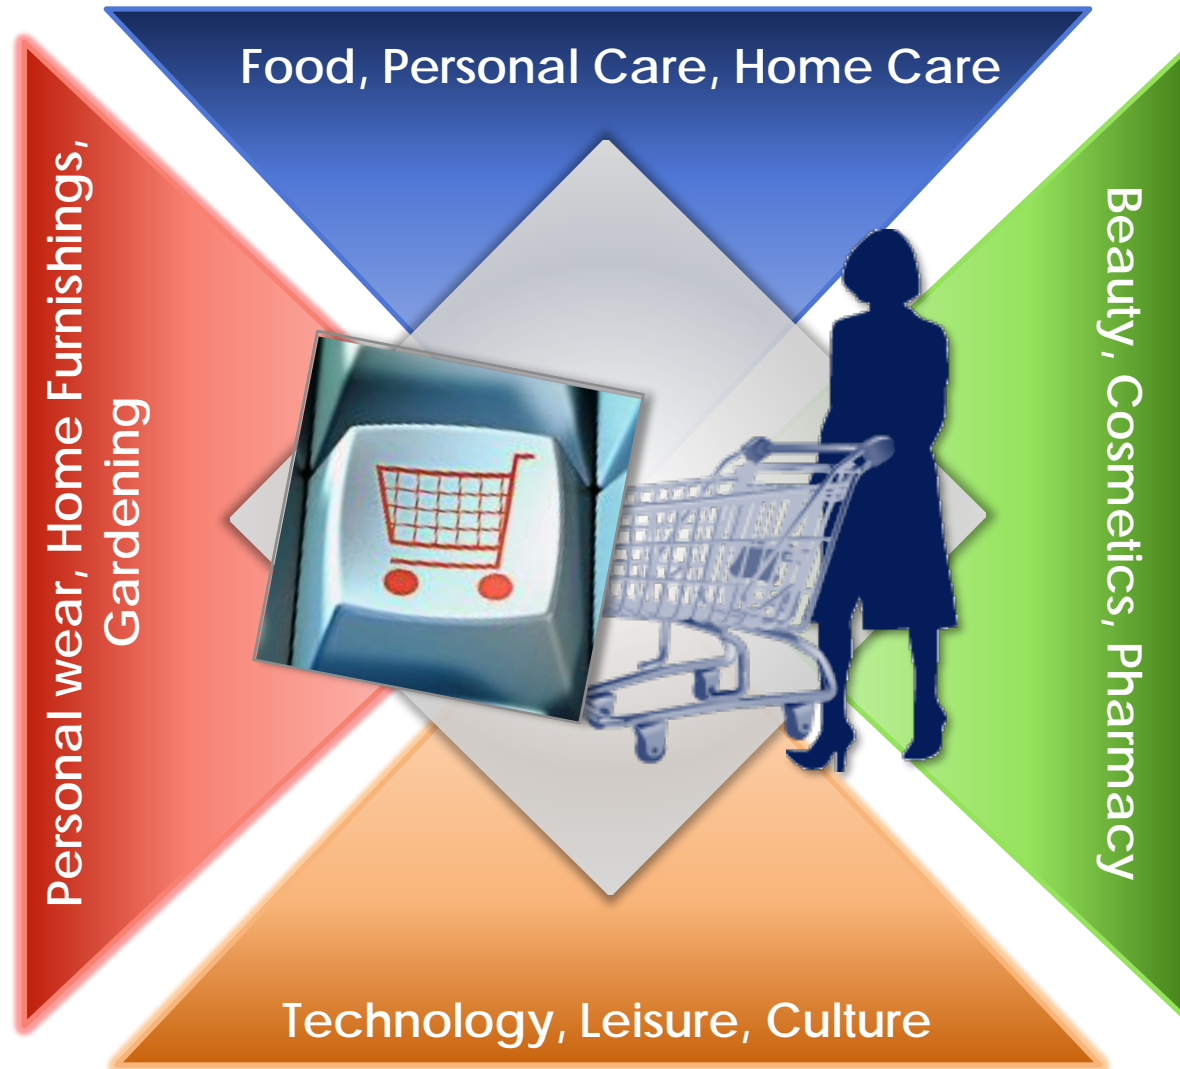 Food, Personal Care, Home Care
Personal wear, Home Furnishings,
Gardening
Beauty, Cosmetics, Pharmacy
Technology, Leisure, Culture